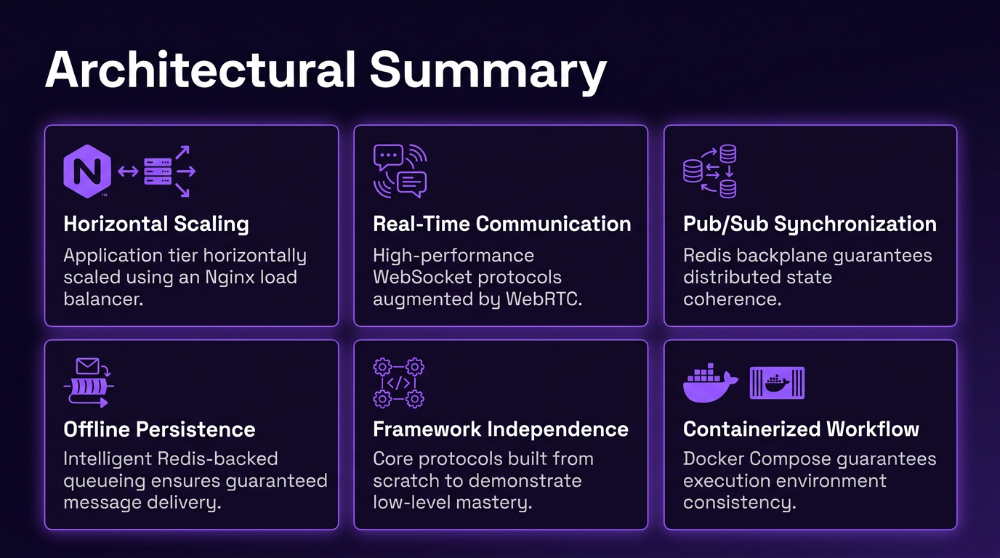 Architectural Summary
N
TM
Horizontal Scaling
Application tier horizontally
scaled using an Nginx load
balancer.
Real-Time Communication
High-performance
WebSocket protocols
augmented by WebRTC.
Pub/Sub Synchronization
Redis backplane guarantees
distributed state
coherence.
Offline Persistence
Intelligent Redis-backed
queueing ensures guaranteed
message delivery.
</>
Framework Independence
Core protocols built from
scratch to demonstrate
low-level mastery.
Containerized Workflow
Docker Compose guarantees
execution environment
consistency.